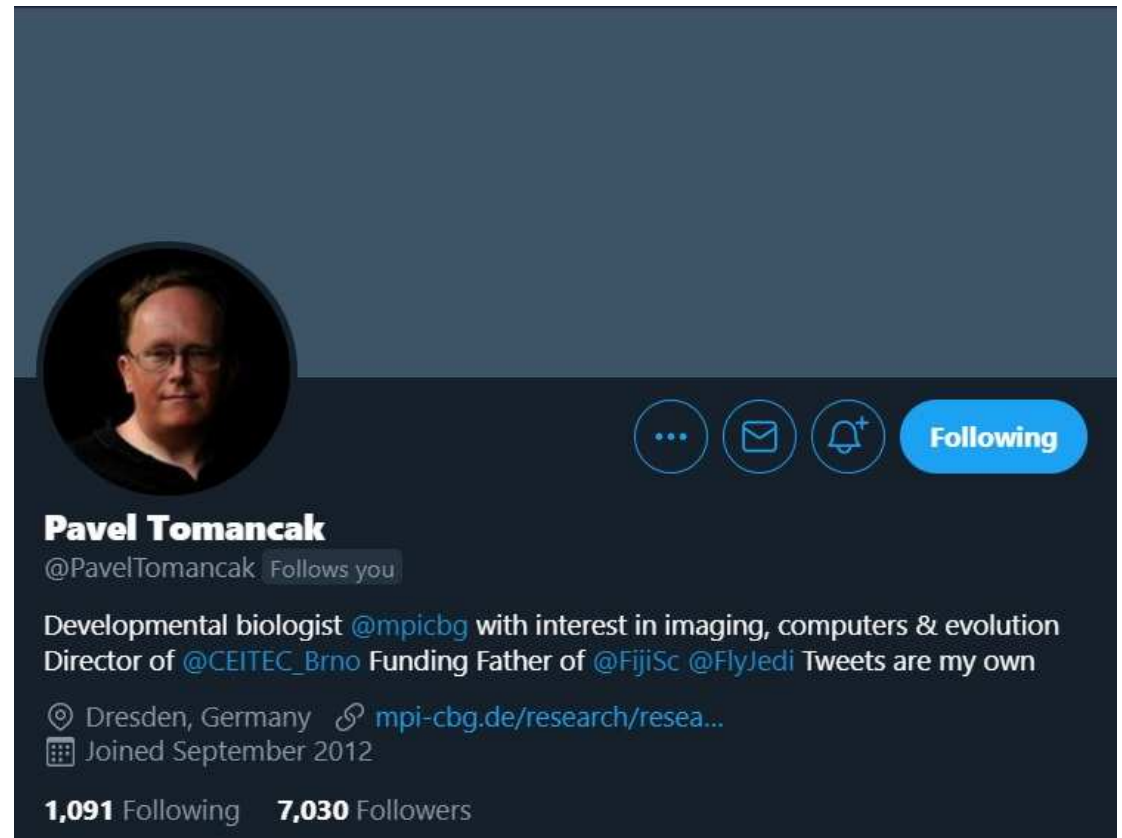 Following
Pavel Tomancak
@PavelTomancak Follows you
Developmental biologist @mpicbg with interest in imaging, computers & evolution
Director of @CEITEC_Brno Funding Father of @FijiSc @FlyJedi Tweets are my own
Dresden, Germany mpi-cbg.de/research/resea...
Joined September 2012
1,091 Following 7,030 Followers